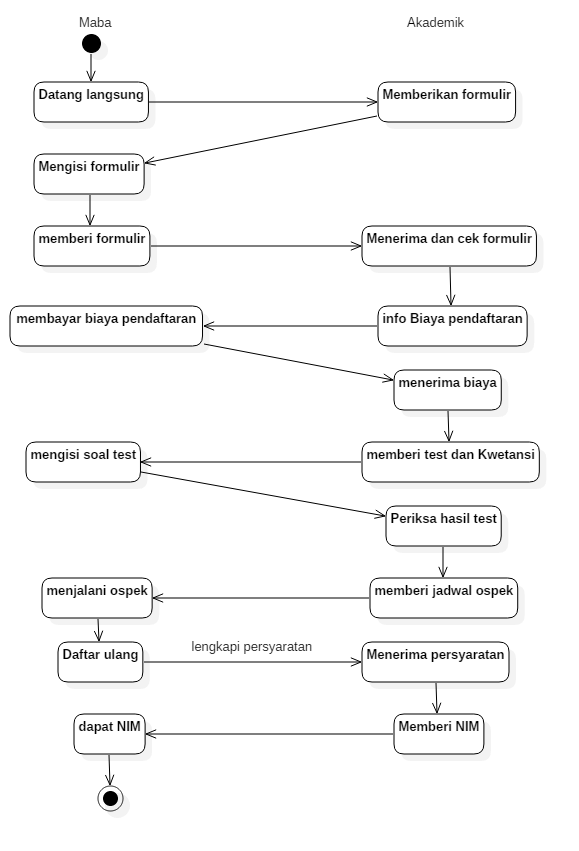 Maba
Akademik
Datang langsung
Memberikan formulir
Mengisi formulir
memberi formulir
Menerima dan cek formulir
membayar biaya pendaftaran
info Biaya pendaftaran
menerima biaya
mengisi soal test
memberi test dan Kwetansi
Periksa hasil test
menjalani ospek
memberi jadwal ospek
Daftar ulang
lengkapi persyaratan
Menerima persyaratan
dapat NIM
Memberi NIM